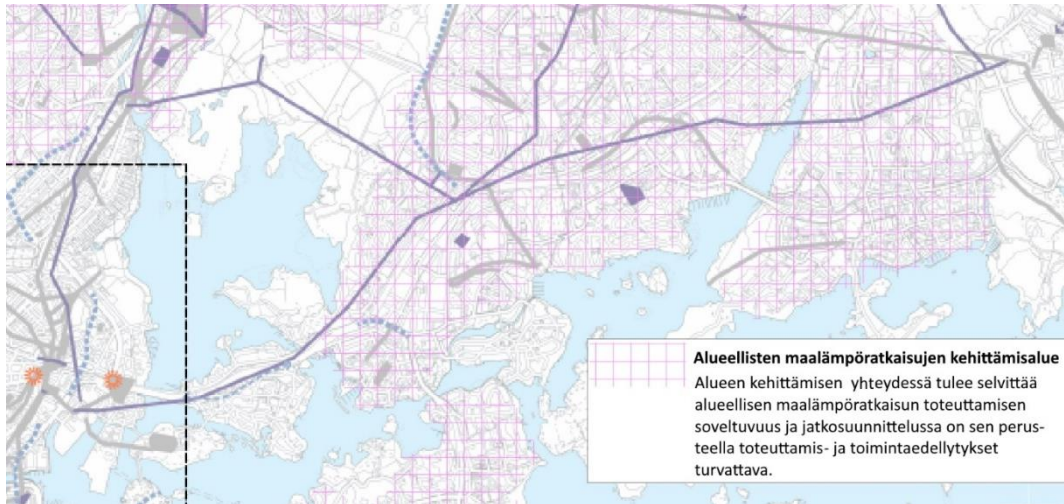 Alueellisten maalämpöratkaisujen kehittämisalue
Alueen kehittämisen yhteydessä tulee selvittää
alueellisen maalämpöratkaisun toteuttamisen
soveltuvuus ja jatkosuunnittelussa on sen perus-
teella toteuttamis- ja toimintaedellytykset
turvattava.